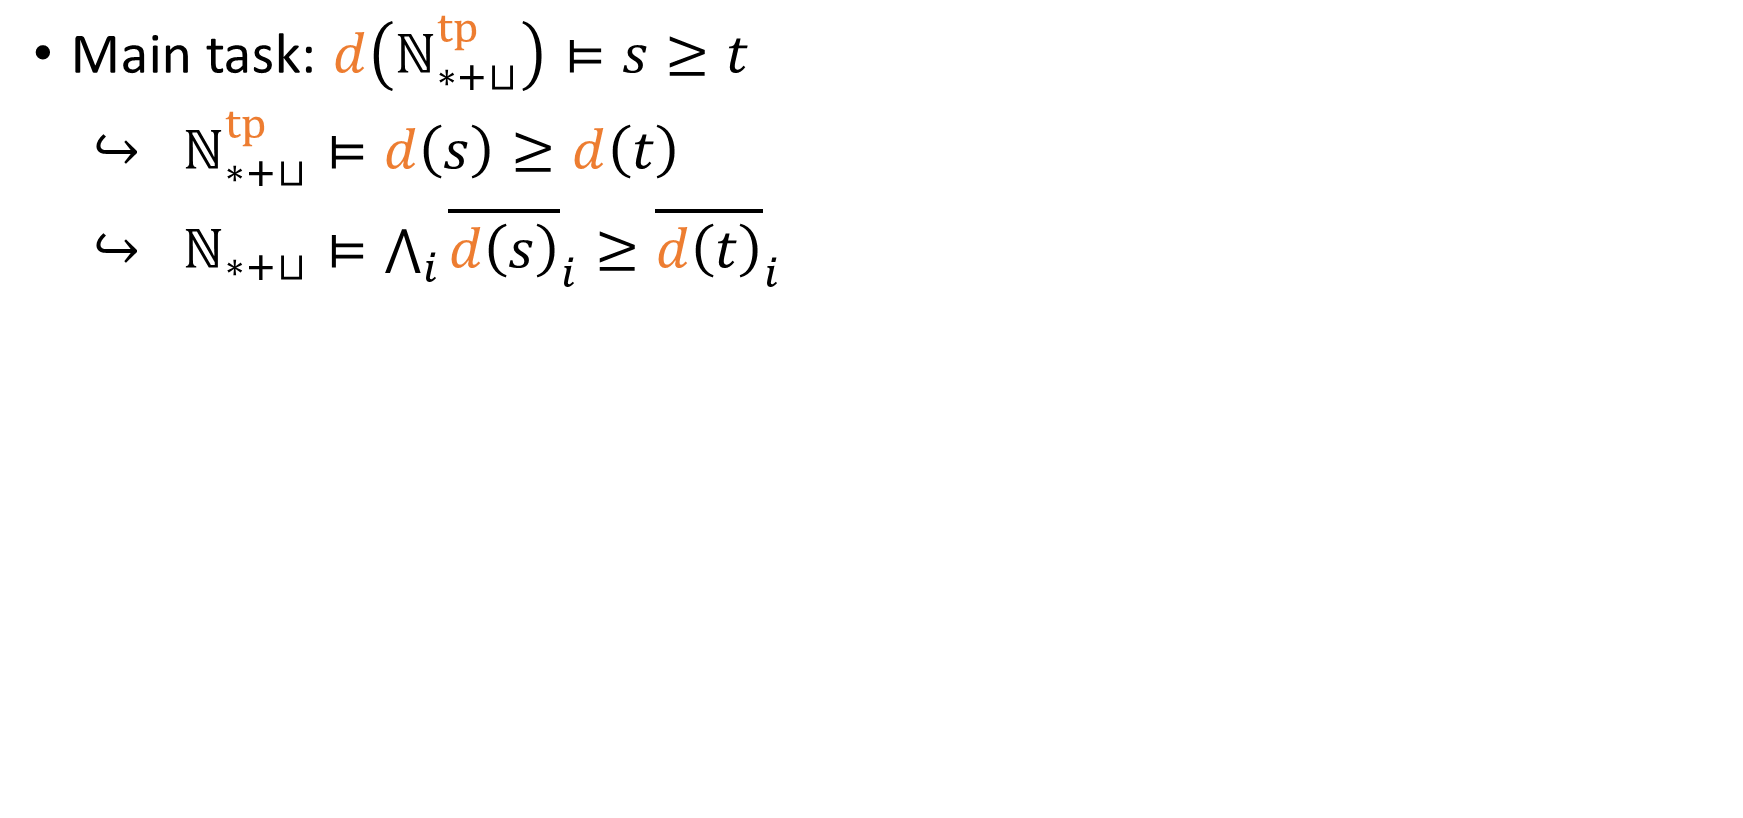 • Main task: d(ℕ^tp_∗+⊔) ⊨ s ≥ t
↪ ℕ^tp_∗+⊔ ⊨ d(s) ≥ d(t)
↪ ℕ_∗+⊔ ⊨ ⋀_i \overline{d(s)}_i ≥ \overline{d(t)}_i